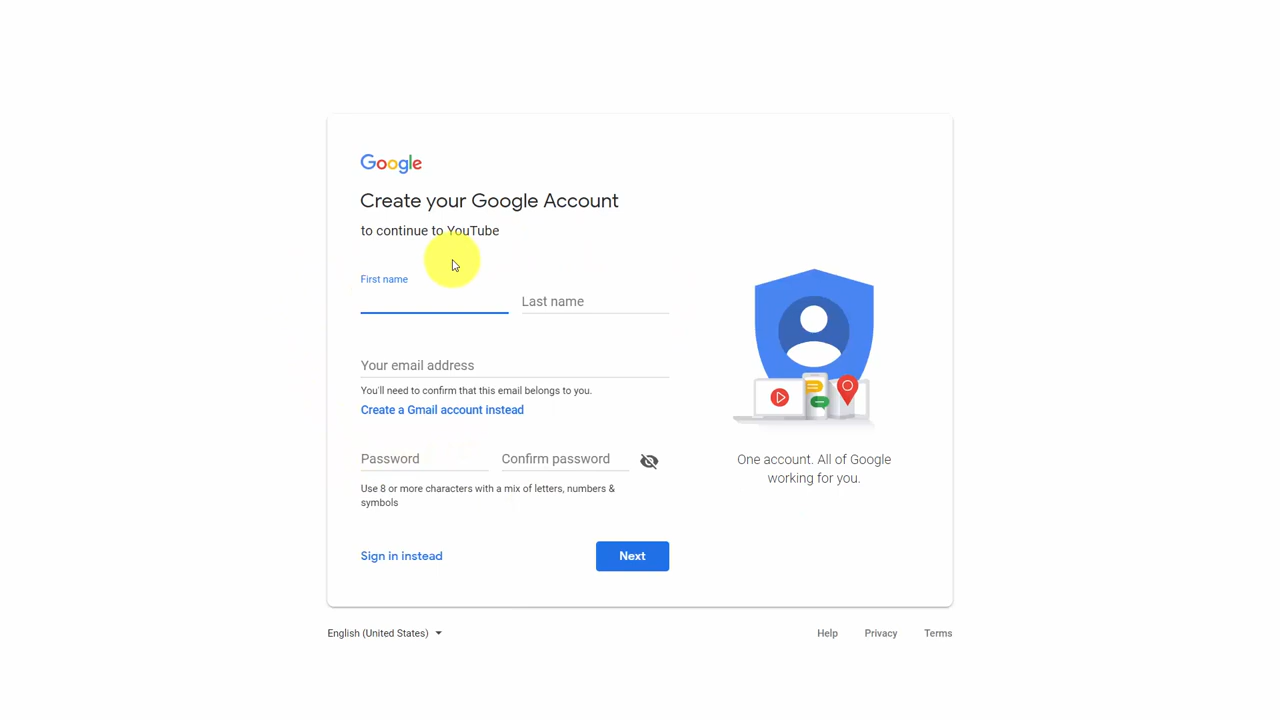 Google
Create your Google Account
to continue to YouTube
First name
Last name
Your email address
You'll need to confirm that this email belongs to you.
Create a Gmail account instead
Password
Confirm password
Use 8 or more characters with a mix of letters, numbers &
symbols
Sign in instead
Next
One account. All of Google
working for you.
English (United States)
Help
Privacy
Terms